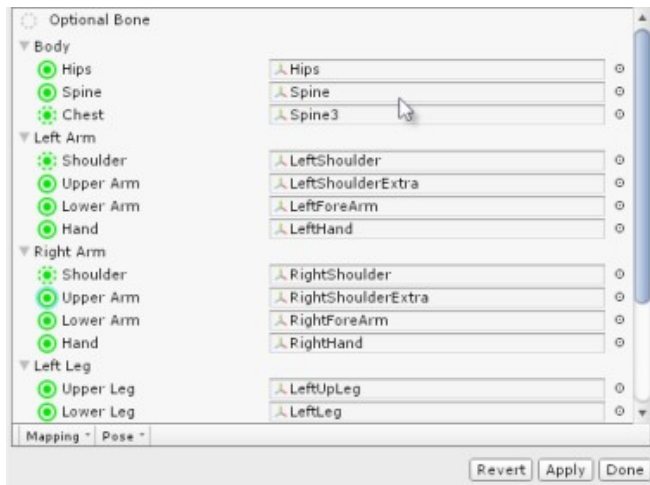 Optional Bone
Body
Hips Hips
Spine Spine
Chest Spine3
Left Arm
Shoulder LeftShoulder
Upper Arm LeftShoulderExtra
Lower Arm LeftForeArm
Hand LeftHand
Right Arm
Shoulder RightShoulder
Upper Arm RightShoulderExtra
Lower Arm RightForeArm
Hand RightHand
Left Leg
Upper Leg LeftUpLeg
Lower Leg LeftLeg
Mapping Pose
Revert Apply Done